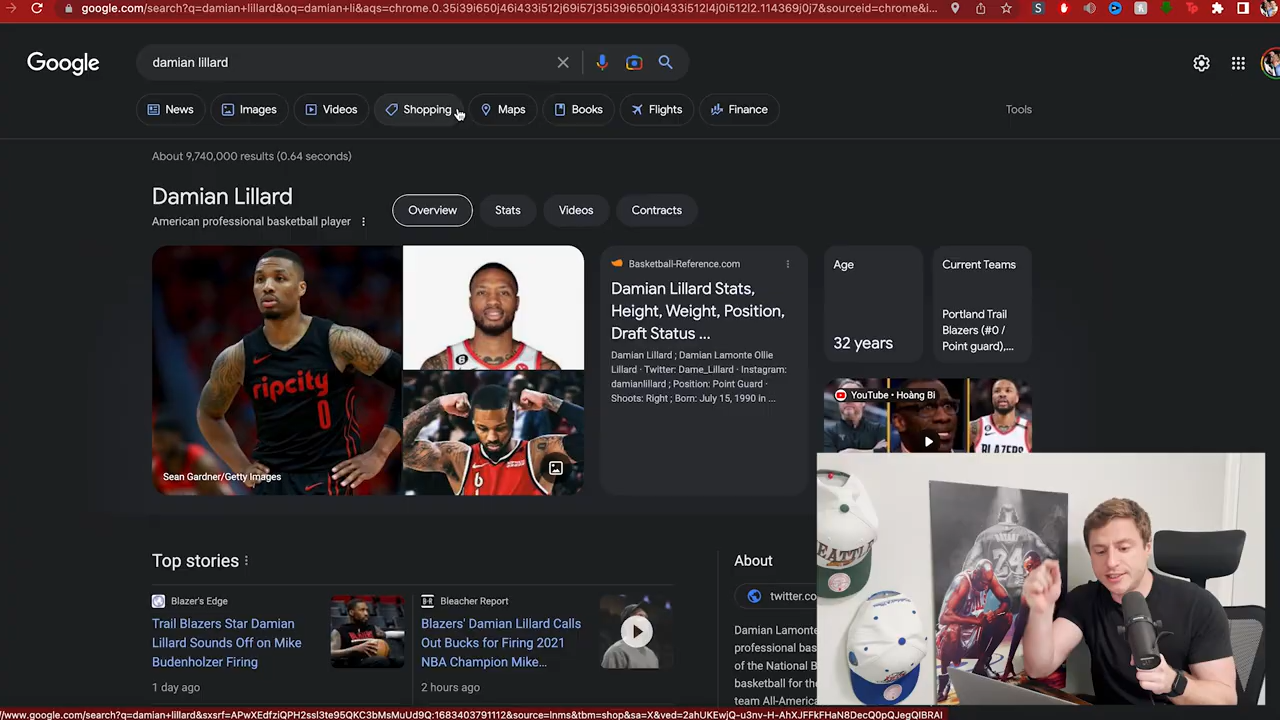 google.com/search?q=damian+lillard&oq=damian+li&aqs=chrome.0.35i39i650j46i433i512j69i57j35i39i650j0i433i512l4j0i512l2.114369j0j7&sourceid=chrome&i...
Google
damian lillard
News
Images
Videos
Shopping
Maps
Books
Flights
Finance
Tools
About 9,740,000 results (0.64 seconds)
Damian Lillard
American professional basketball player
Overview
Stats
Videos
Contracts
ripcity
0
Sean Gardner/Getty Images
6
6
Basketball-Reference.com
Damian Lillard Stats,
Height, Weight, Position,
Draft Status ...
Damian Lillard ; Damian Lamonte Ollie
Lillard · Twitter: Dame_Lillard · Instagram:
damianlillard ; Position: Point Guard ·
Shoots: Right ; Born: July 15, 1990 in ...
Age
32 years
Current Teams
Portland Trail
Blazers (#0 /
Point guard),...
YouTube • Hoàng Bi
BLAZERS
Top stories
Blazer's Edge
Trail Blazers Star Damian
Lillard Sounds Off on Mike
Budenholzer Firing
1 day ago
B-R
Bleacher Report
Blazers' Damian Lillard Calls
Out Bucks for Firing 2021
NBA Champion Mike...
2 hours ago
About
twitter.co
Damian Lamonte
professional bas
of the National B
basketball for the
team All-America
SEATTLE
24